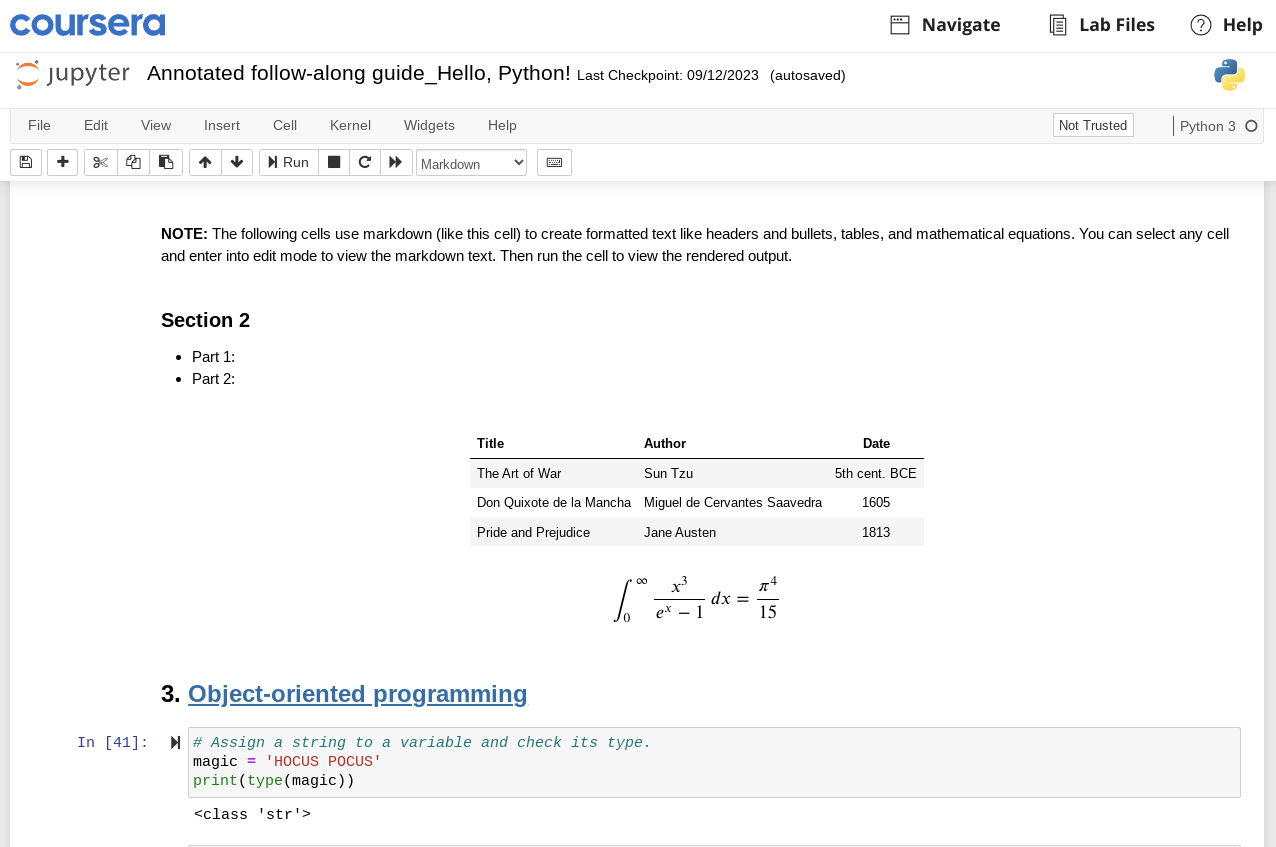 coursera Navigate Lab Files Help
jupyter Annotated follow-along guide_Hello, Python! Last Checkpoint: 09/12/2023 (autosaved)
File Edit View Insert Cell Kernel Widgets Help Not Trusted Python 3
Run Markdown
NOTE: The following cells use markdown (like this cell) to create formatted text like headers and bullets, tables, and mathematical equations. You can select any cell
and enter into edit mode to view the markdown text. Then run the cell to view the rendered output.
Section 2
• Part 1:
• Part 2:
Title Author Date
The Art of War Sun Tzu 5th cent. BCE
Don Quixote de la Mancha Miguel de Cervantes Saavedra 1605
Pride and Prejudice Jane Austen 1813
∫₀^∞ x³/(eˣ − 1) dx = π⁴/15
3. Object-oriented programming
In [41]: # Assign a string to a variable and check its type.
magic = 'HOCUS POCUS'
print(type(magic))
<class 'str'>